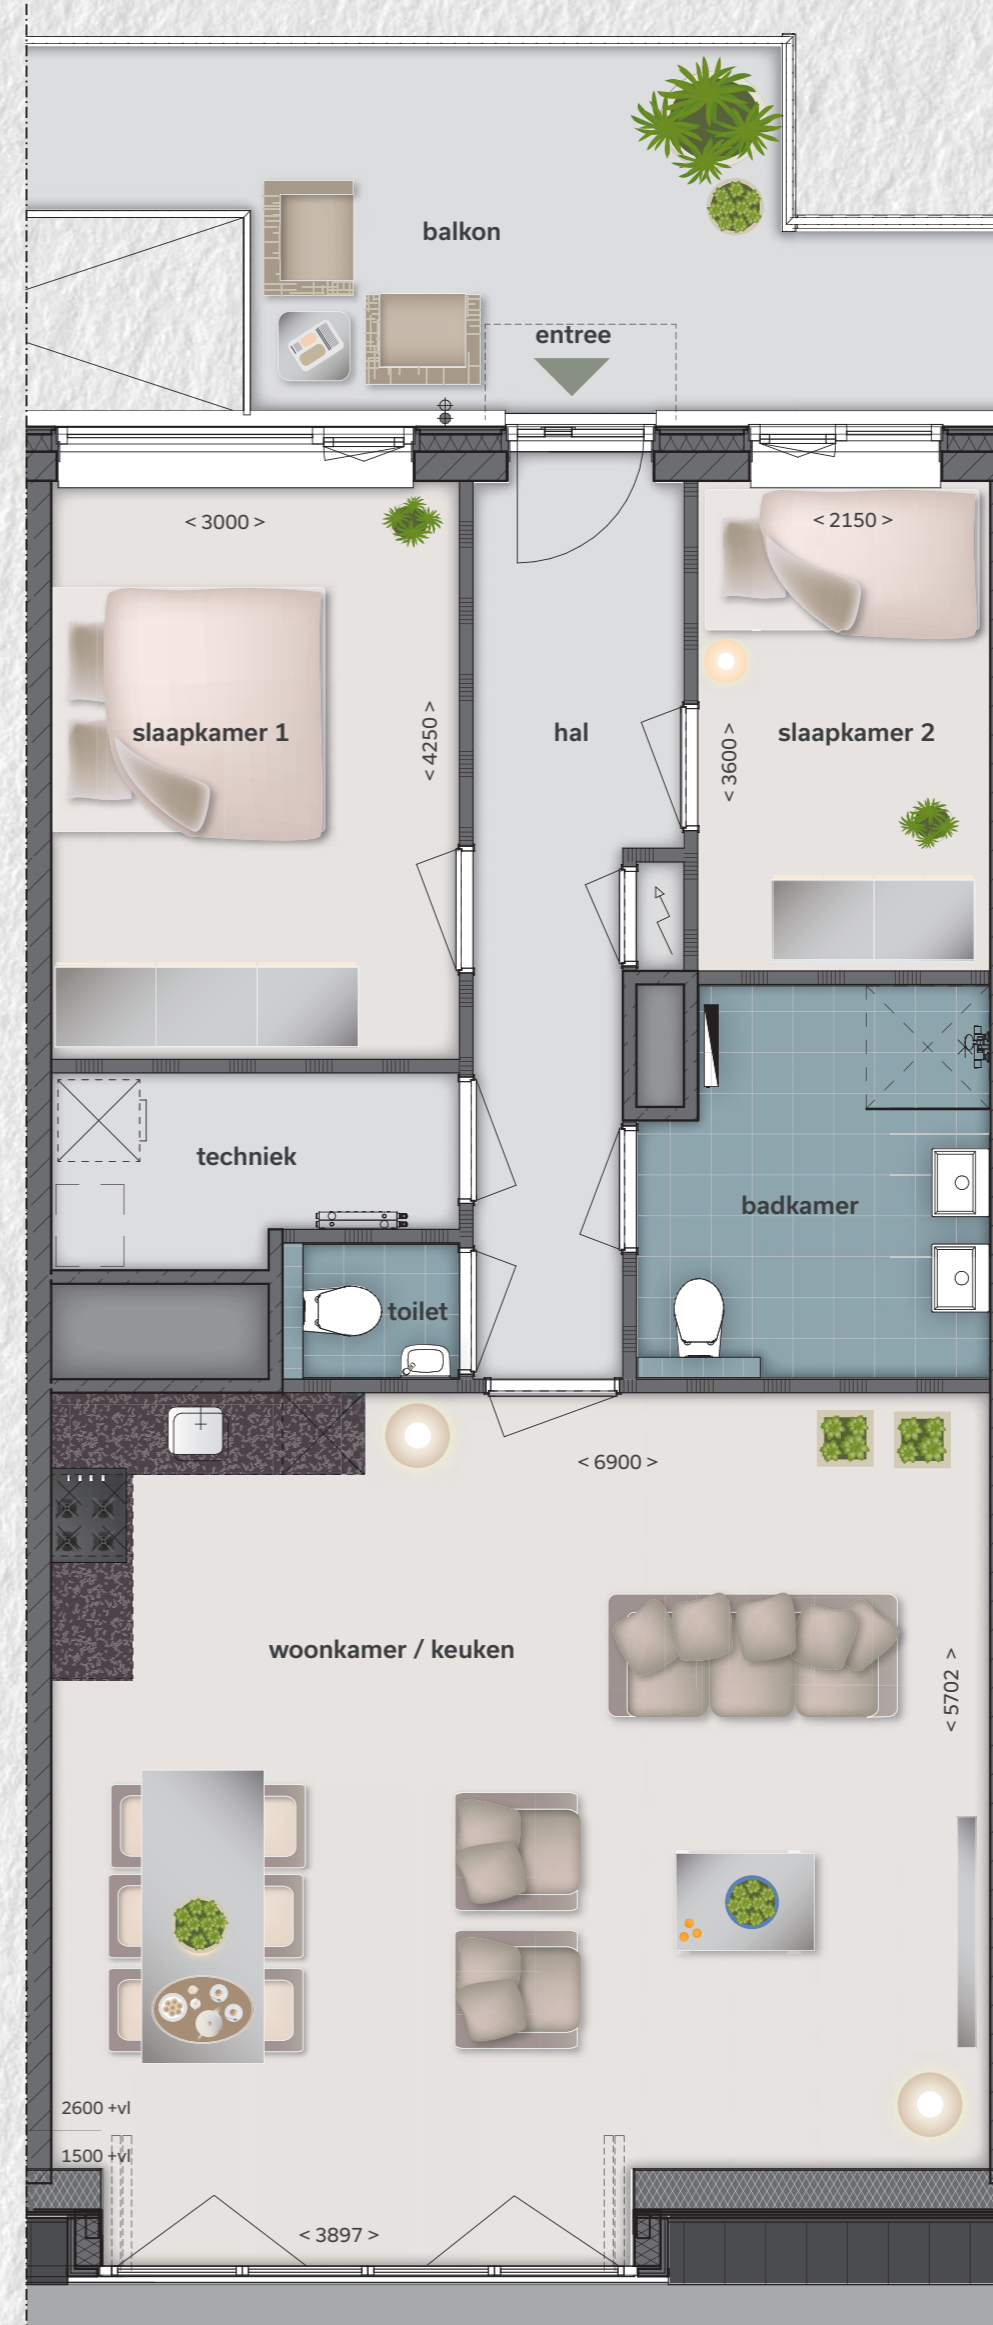 balkon
entree
< 3000 >
< 2150 >
slaapkamer 1
< 4250 >
hal
< 3600 >
slaapkamer 2
techniek
badkamer
toilet
< 6900 >
woonkamer / keuken
< 5702 >
2600 +vl
1500 +vl
< 3897 >